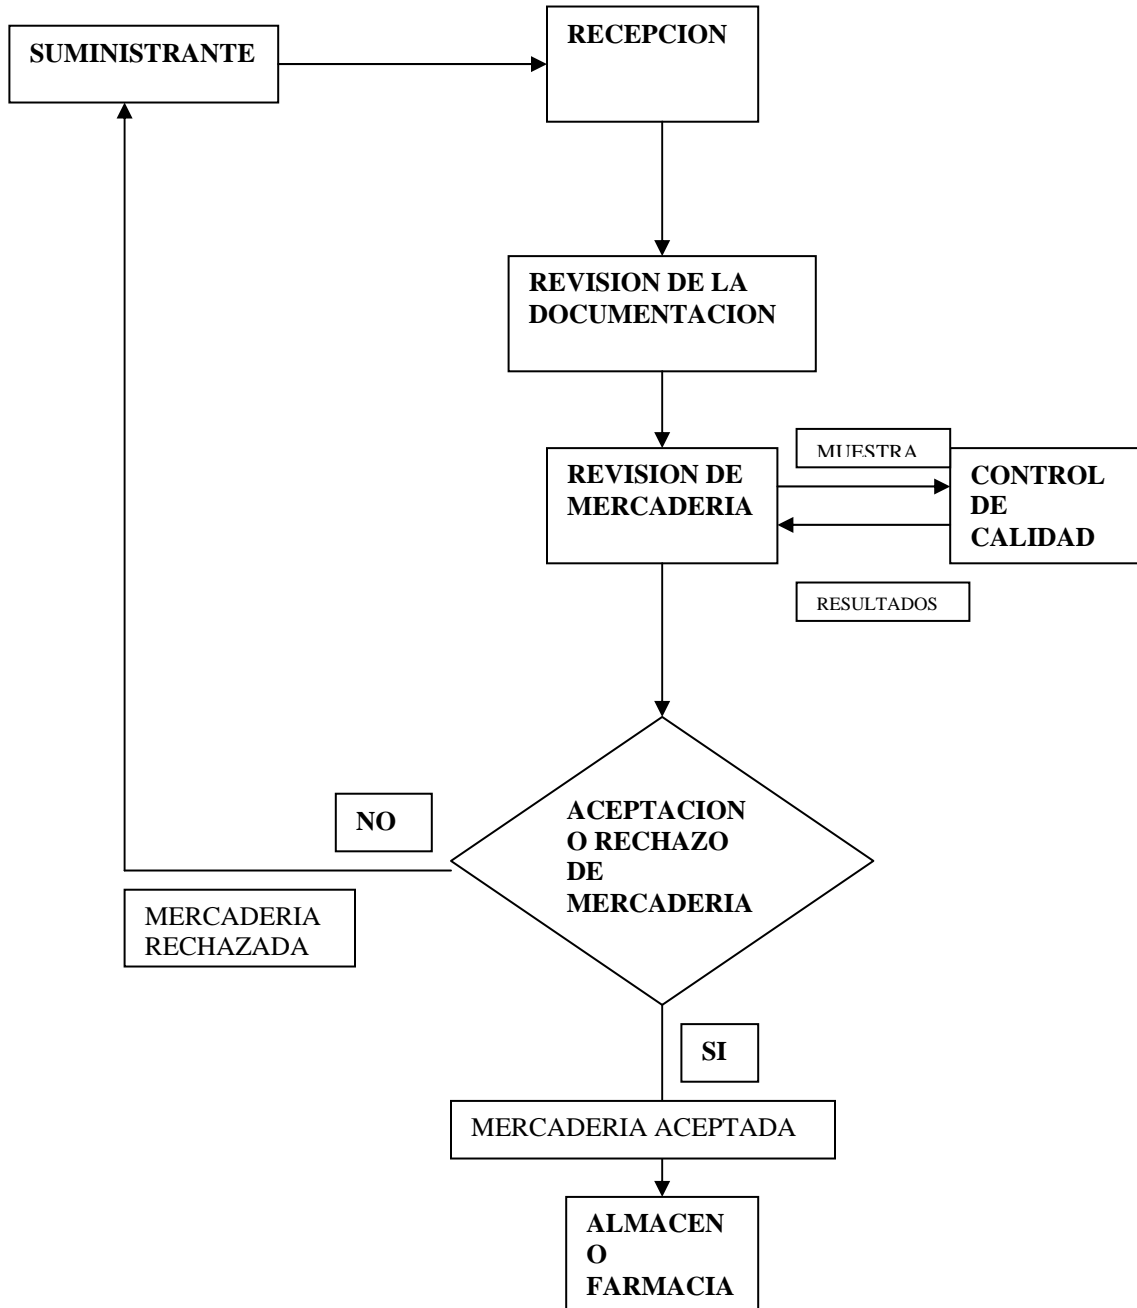 SUMINISTRANTE
RECEPCION
REVISION DE LA
DOCUMENTACION
REVISION DE
MERCADERIA
MUESTRA
CONTROL
DE
CALIDAD
RESULTADOS
ACEPTACION
O RECHAZO
DE
MERCADERIA
NO
MERCADERIA
RECHAZADA
SI
MERCADERIA ACEPTADA
ALMACEN
O
FARMACIA